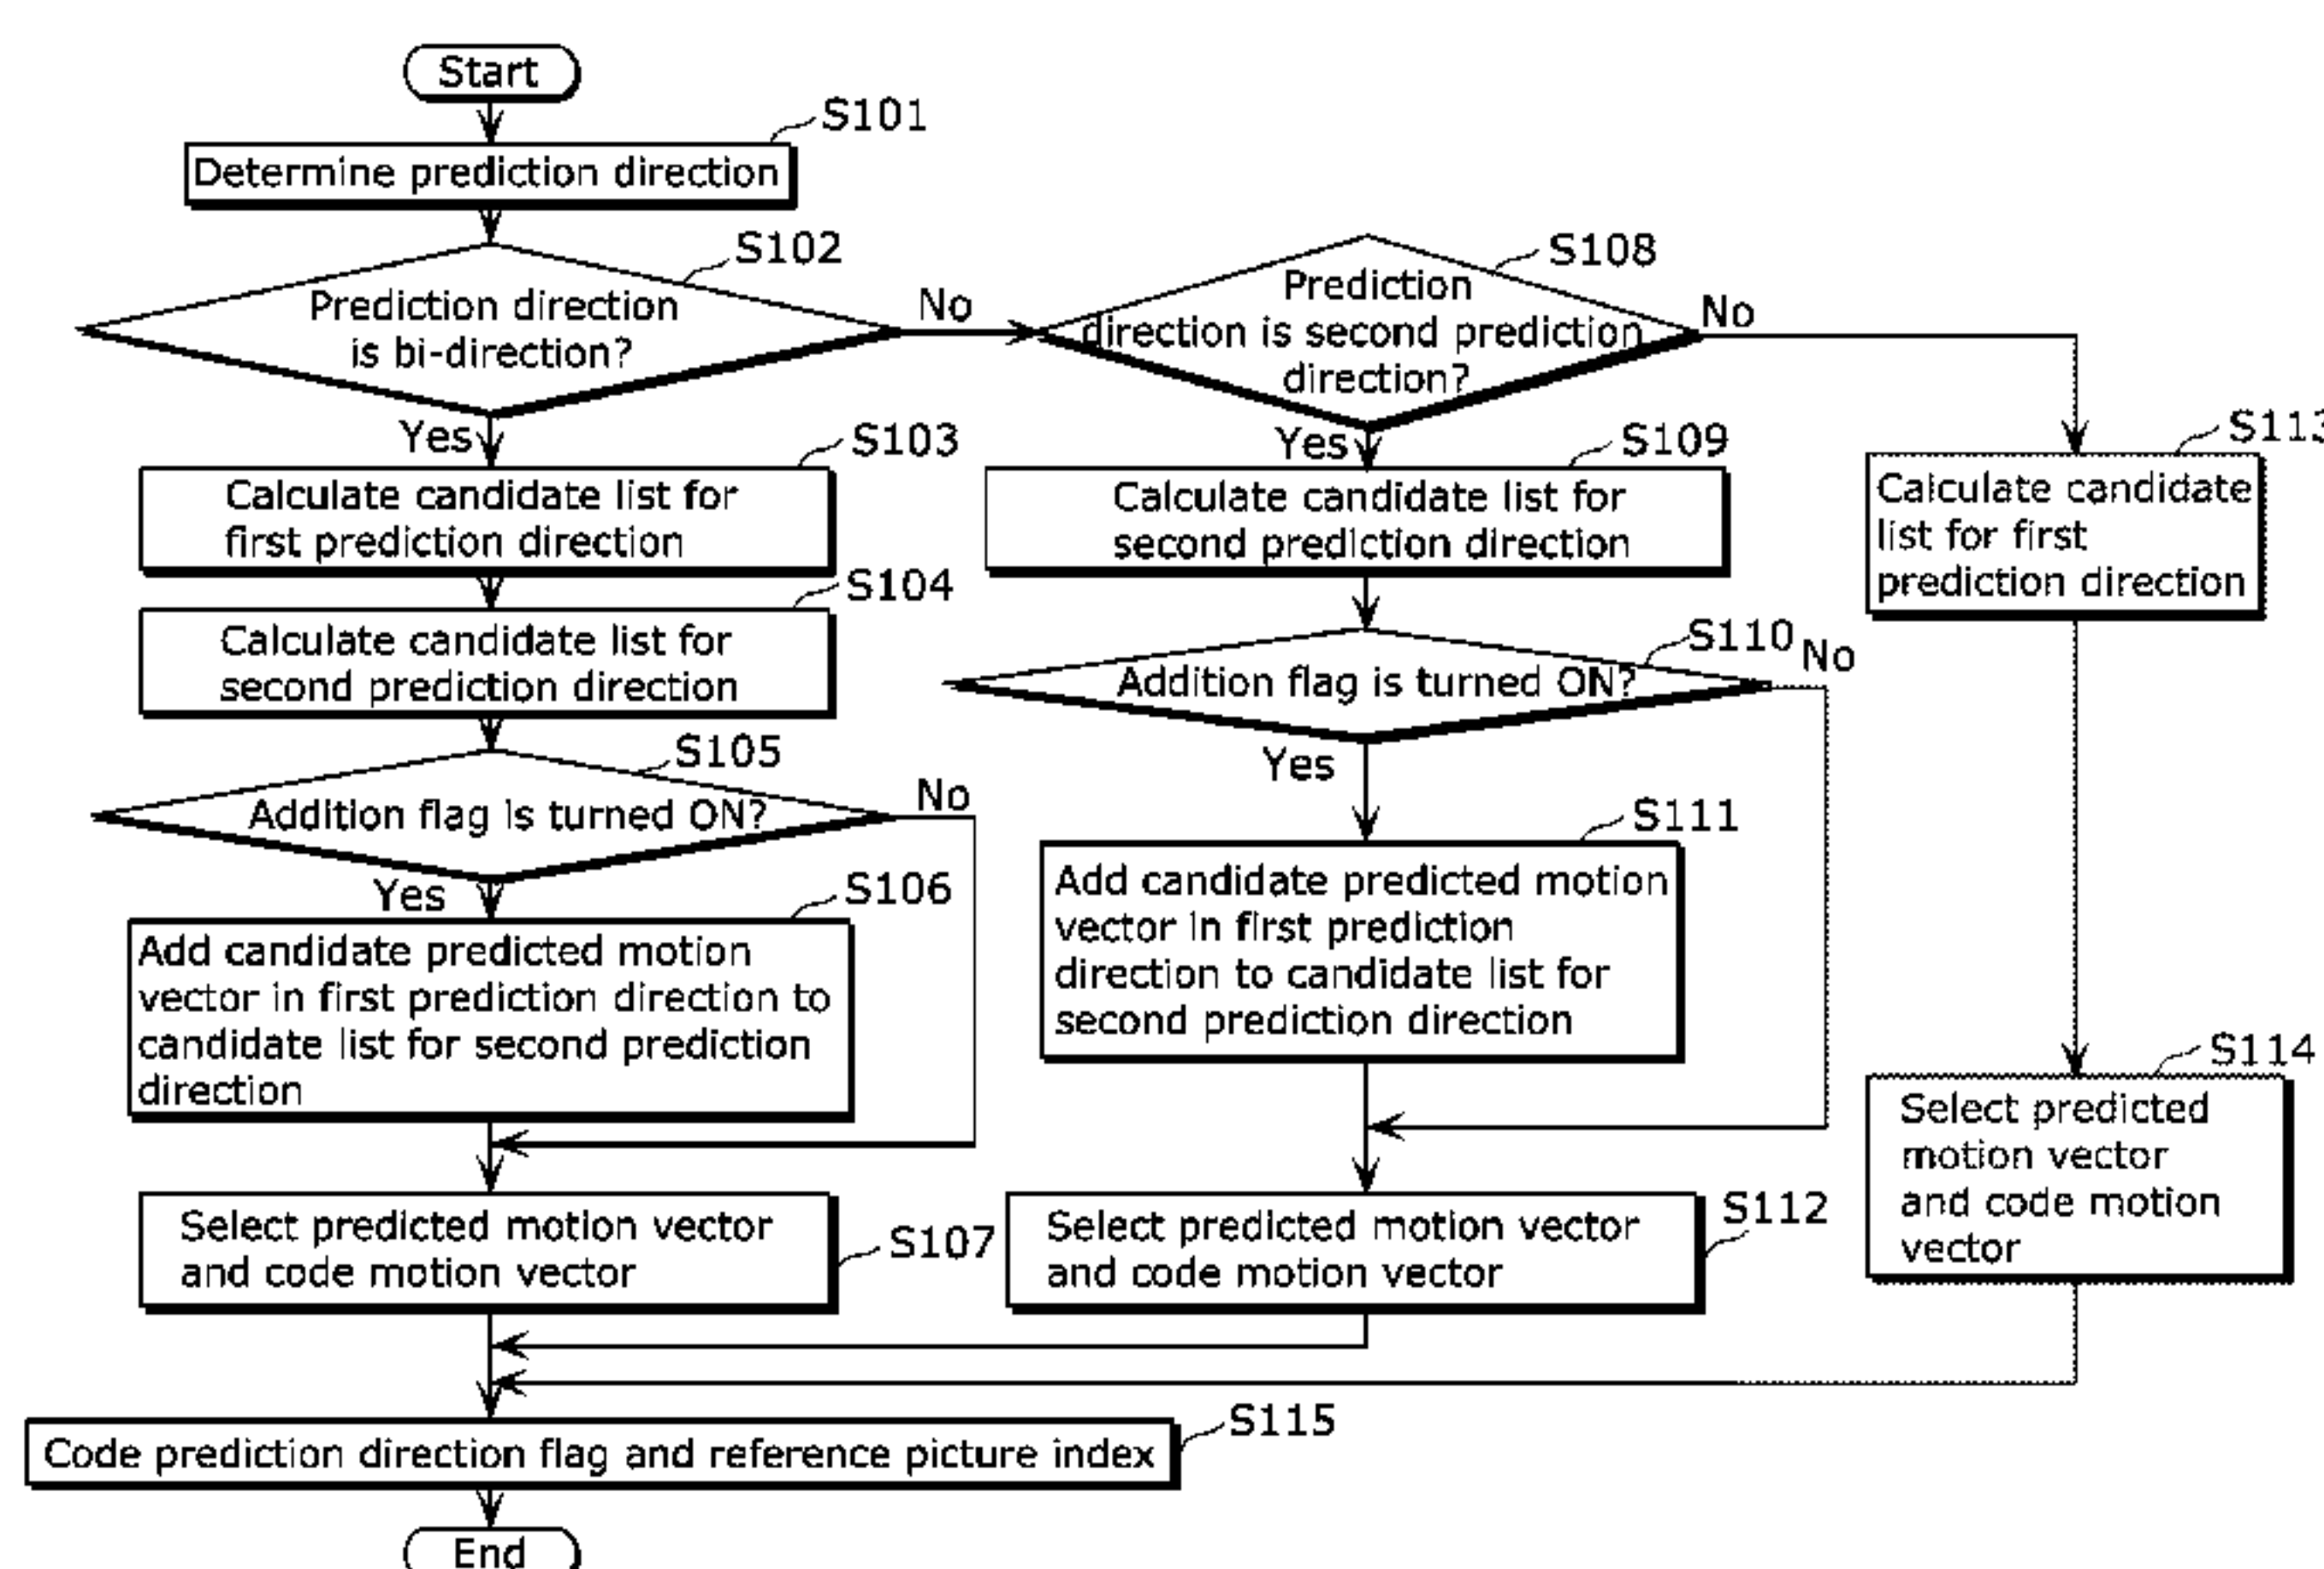 Start
S101
Determine prediction direction
S102
Prediction direction
is bi-direction?
No
Yes
S103
Calculate candidate list for
first prediction direction
S104
Calculate candidate list for
second prediction direction
S105
Addition flag is turned ON?
No
Yes
S106
Add candidate predicted motion
vector in first prediction direction to
candidate list for second prediction
direction
Select predicted motion vector
and code motion vector
S107
S108
Prediction
direction is second prediction
direction?
No
Yes
S109
Calculate candidate list for
second prediction direction
S110
No
Addition flag is turned ON?
Yes
S111
Add candidate predicted motion
vector in first prediction
direction to candidate list for
second prediction direction
S112
Select predicted motion vector
and code motion vector
S113
Calculate candidate
list for first
prediction direction
S114
Select predicted
motion vector
and code motion
vector
S115
Code prediction direction flag and reference picture index
End